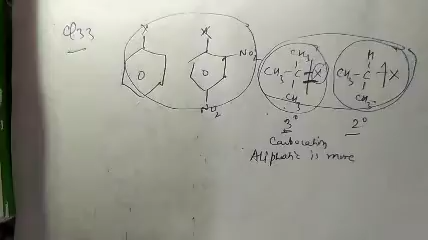 Q33
X
X
NO2
NO2
CH3
CH3-C-X
CH3
H
CH3-C-X
CH3
3°
2°
Carbocation
Aliphatic is more